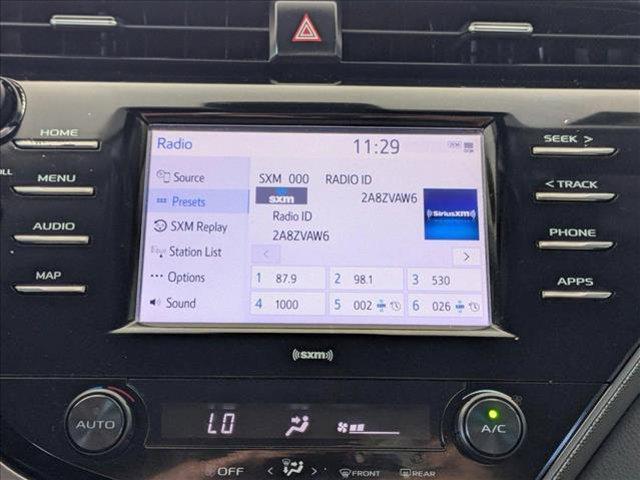 Radio
11:29
HOME
MENU
AUDIO
MAP
SEEK >
< TRACK
PHONE
APPS
Source
Presets
SXM Replay
Station List
Options
Sound
SXM 000 RADIO ID
sxm
2A8ZVAW6
Radio ID
2A8ZVAW6
((SiriusXM))
< >
1 87.9
2 98.1
3 530
4 1000
5 002
6 026
((sxm))
AUTO
LO
A/C
OFF
< >
FRONT
REAR